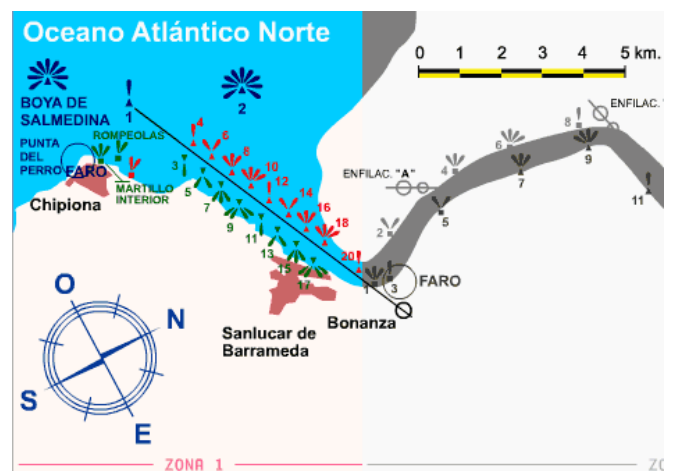 Oceano Atlántico Norte
0 1 2 3 4 5 km.
BOYA DE
SALMEDINA
1
2
ENFILAC. "
8
ROMPEOLAS
4
6
6
PUNTA
DEL
PERRO
FARO
3
8
10
4
9
ENFILAC. "A"
7
11
MARTILLO
INTERIOR
5
12
Chipiona
7
14
5
9
16
11
18
2
13
20
15
17
1
3
FARO
Sanlucar de
Barrameda
Bonanza
O
N
S
E
ZONA 1
ZO